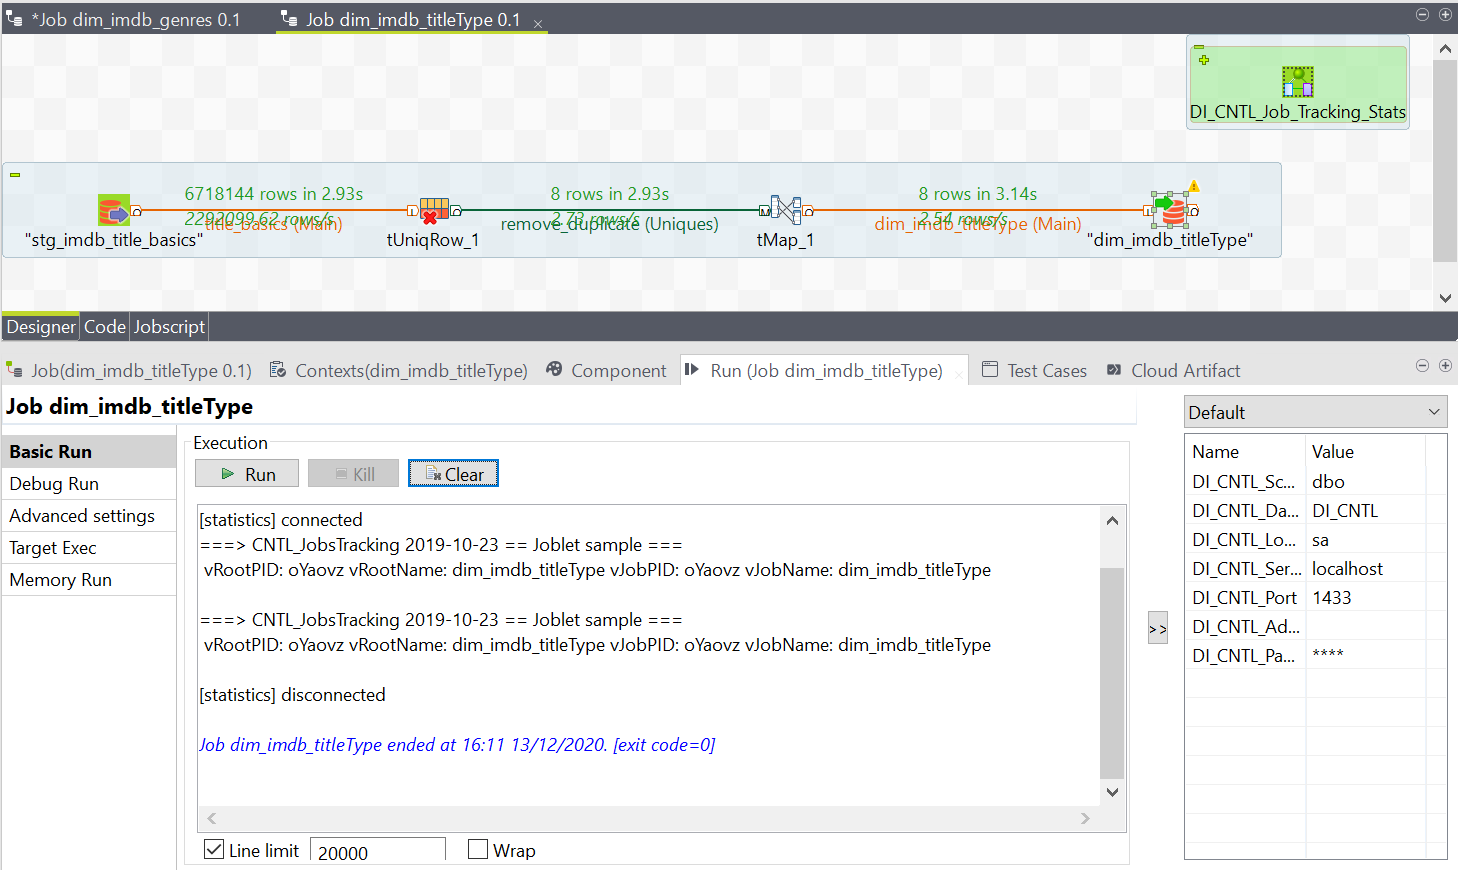 *Job dim_imdb_genres 0.1
Job dim_imdb_titleType 0.1
DI_CNTL_Job_Tracking_Stats
6718144 rows in 2.93s
2292099.62 rows/s
title_basics (Main)
"stg_imdb_title_basics"
tUniqRow_1
8 rows in 2.93s
2.73 rows/s
remove_duplicate (Uniques)
tMap_1
8 rows in 3.14s
2.54 rows/s
dim_imdb_titleType (Main)
"dim_imdb_titleType"
Designer Code Jobscript
Job(dim_imdb_titleType 0.1) Contexts(dim_imdb_titleType) Component Run (Job dim_imdb_titleType) Test Cases Cloud Artifact
Job dim_imdb_titleType
Basic Run
Debug Run
Advanced settings
Target Exec
Memory Run
Execution
Run Kill Clear
[statistics] connected
===> CNTL_JobsTracking 2019-10-23 == Joblet sample ===
vRootPID: oYaovz vRootName: dim_imdb_titleType vJobPID: oYaovz vJobName: dim_imdb_titleType
===> CNTL_JobsTracking 2019-10-23 == Joblet sample ===
vRootPID: oYaovz vRootName: dim_imdb_titleType vJobPID: oYaovz vJobName: dim_imdb_titleType
[statistics] disconnected
Job dim_imdb_titleType ended at 16:11 13/12/2020. [exit code=0]
Line limit 20000 Wrap
>>
Default
Name Value
DI_CNTL_Sc... dbo
DI_CNTL_Da... DI_CNTL
DI_CNTL_Lo... sa
DI_CNTL_Ser... localhost
DI_CNTL_Port 1433
DI_CNTL_Ad...
DI_CNTL_Pa... ****